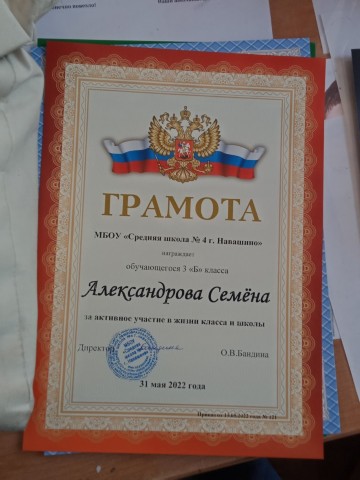 ГРАМОТА
МБОУ «Средняя школа № 4 г. Навашино»
награждает
обучающегося 3 «Б» класса
Александрова Семёна
за активное участие в жизни класса и школы
Директор О.В.Бандина
31 мая 2022 года